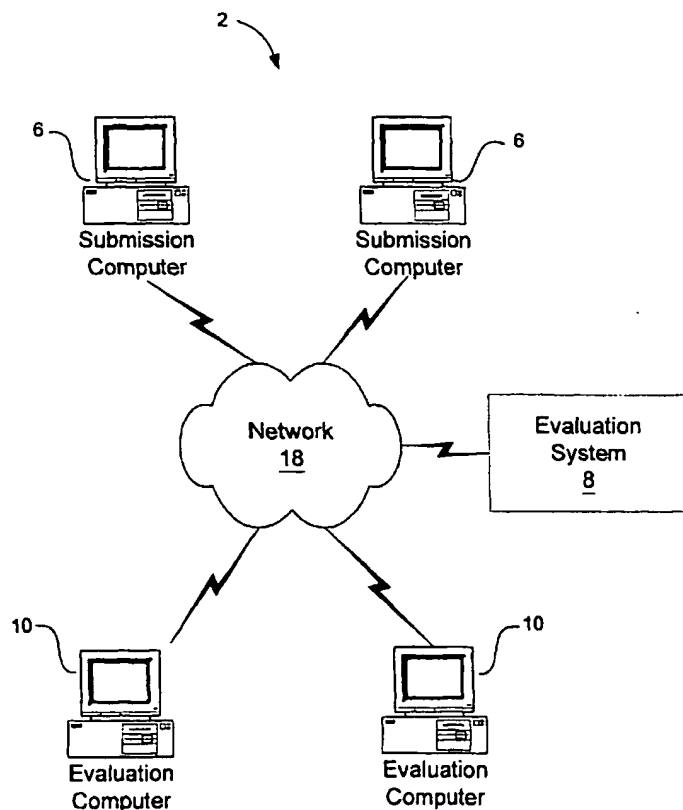 2
6
6
Submission
Computer
Submission
Computer
Network
18
Evaluation
System
8
10
10
Evaluation
Computer
Evaluation
Computer